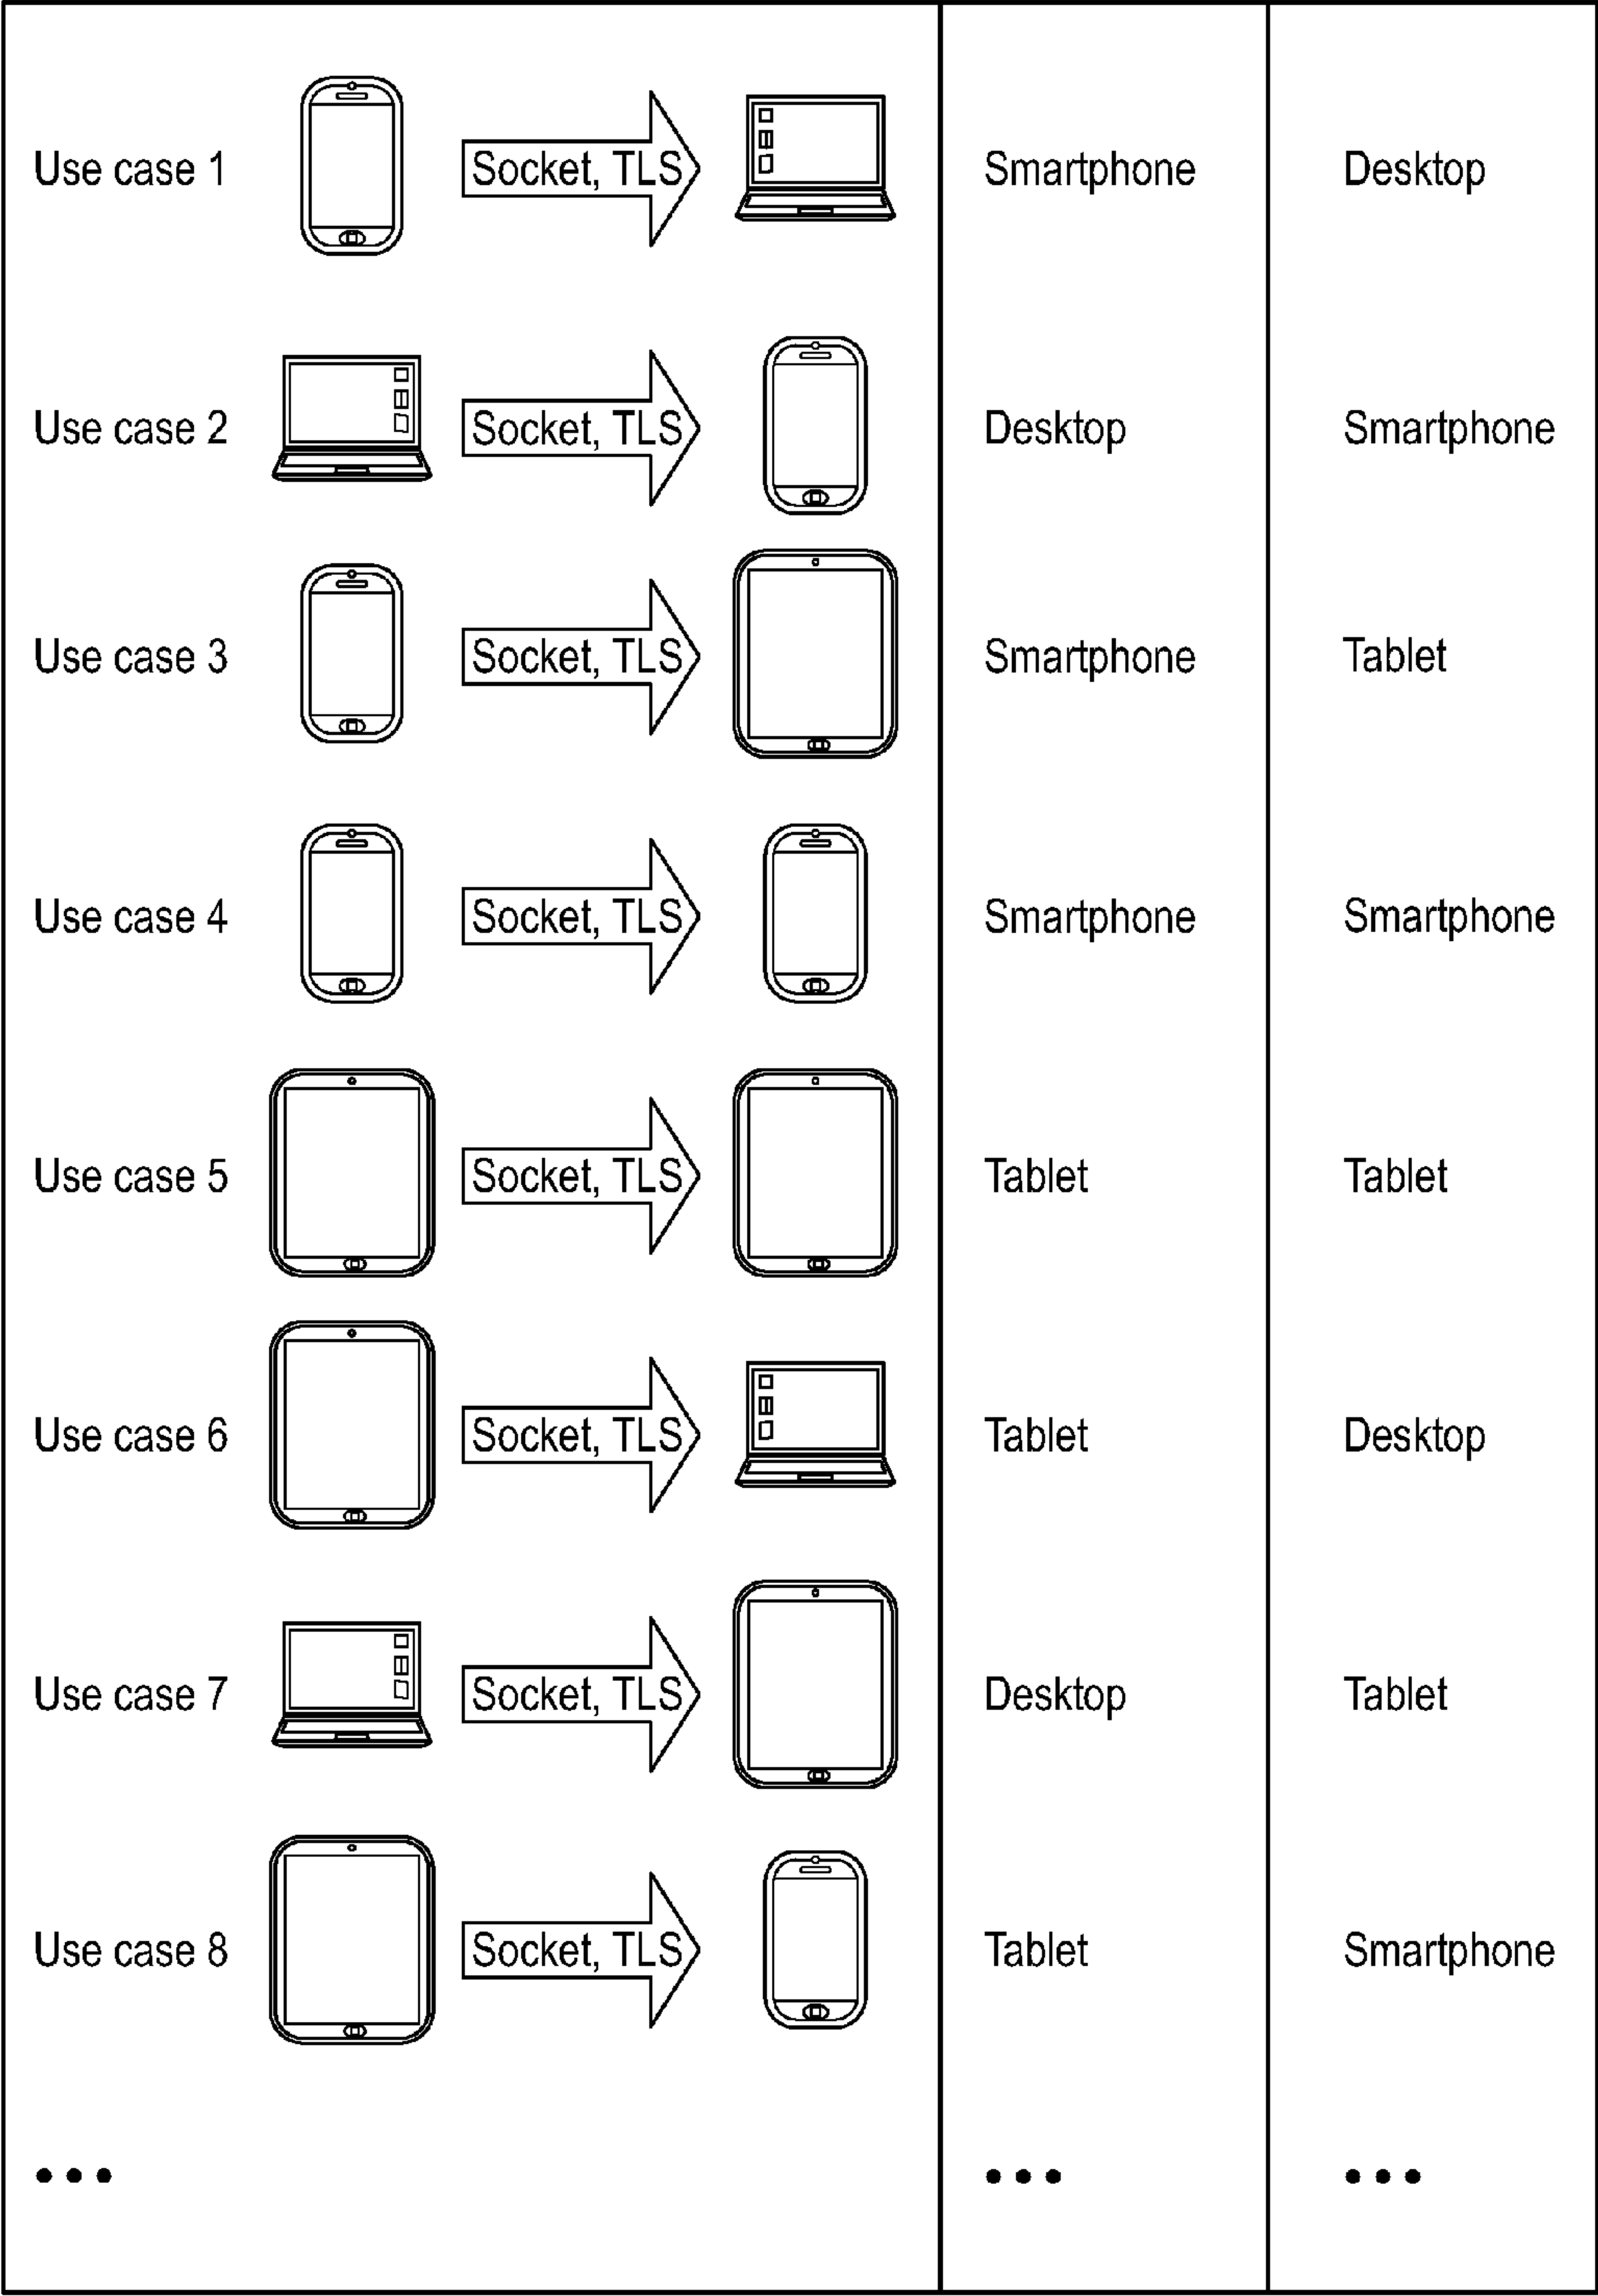 Use case 1 Socket, TLS Smartphone Desktop
Use case 2 Socket, TLS Desktop Smartphone
Use case 3 Socket, TLS Smartphone Tablet
Use case 4 Socket, TLS Smartphone Smartphone
Use case 5 Socket, TLS Tablet Tablet
Use case 6 Socket, TLS Tablet Desktop
Use case 7 Socket, TLS Desktop Tablet
Use case 8 Socket, TLS Tablet Smartphone
... ... ...